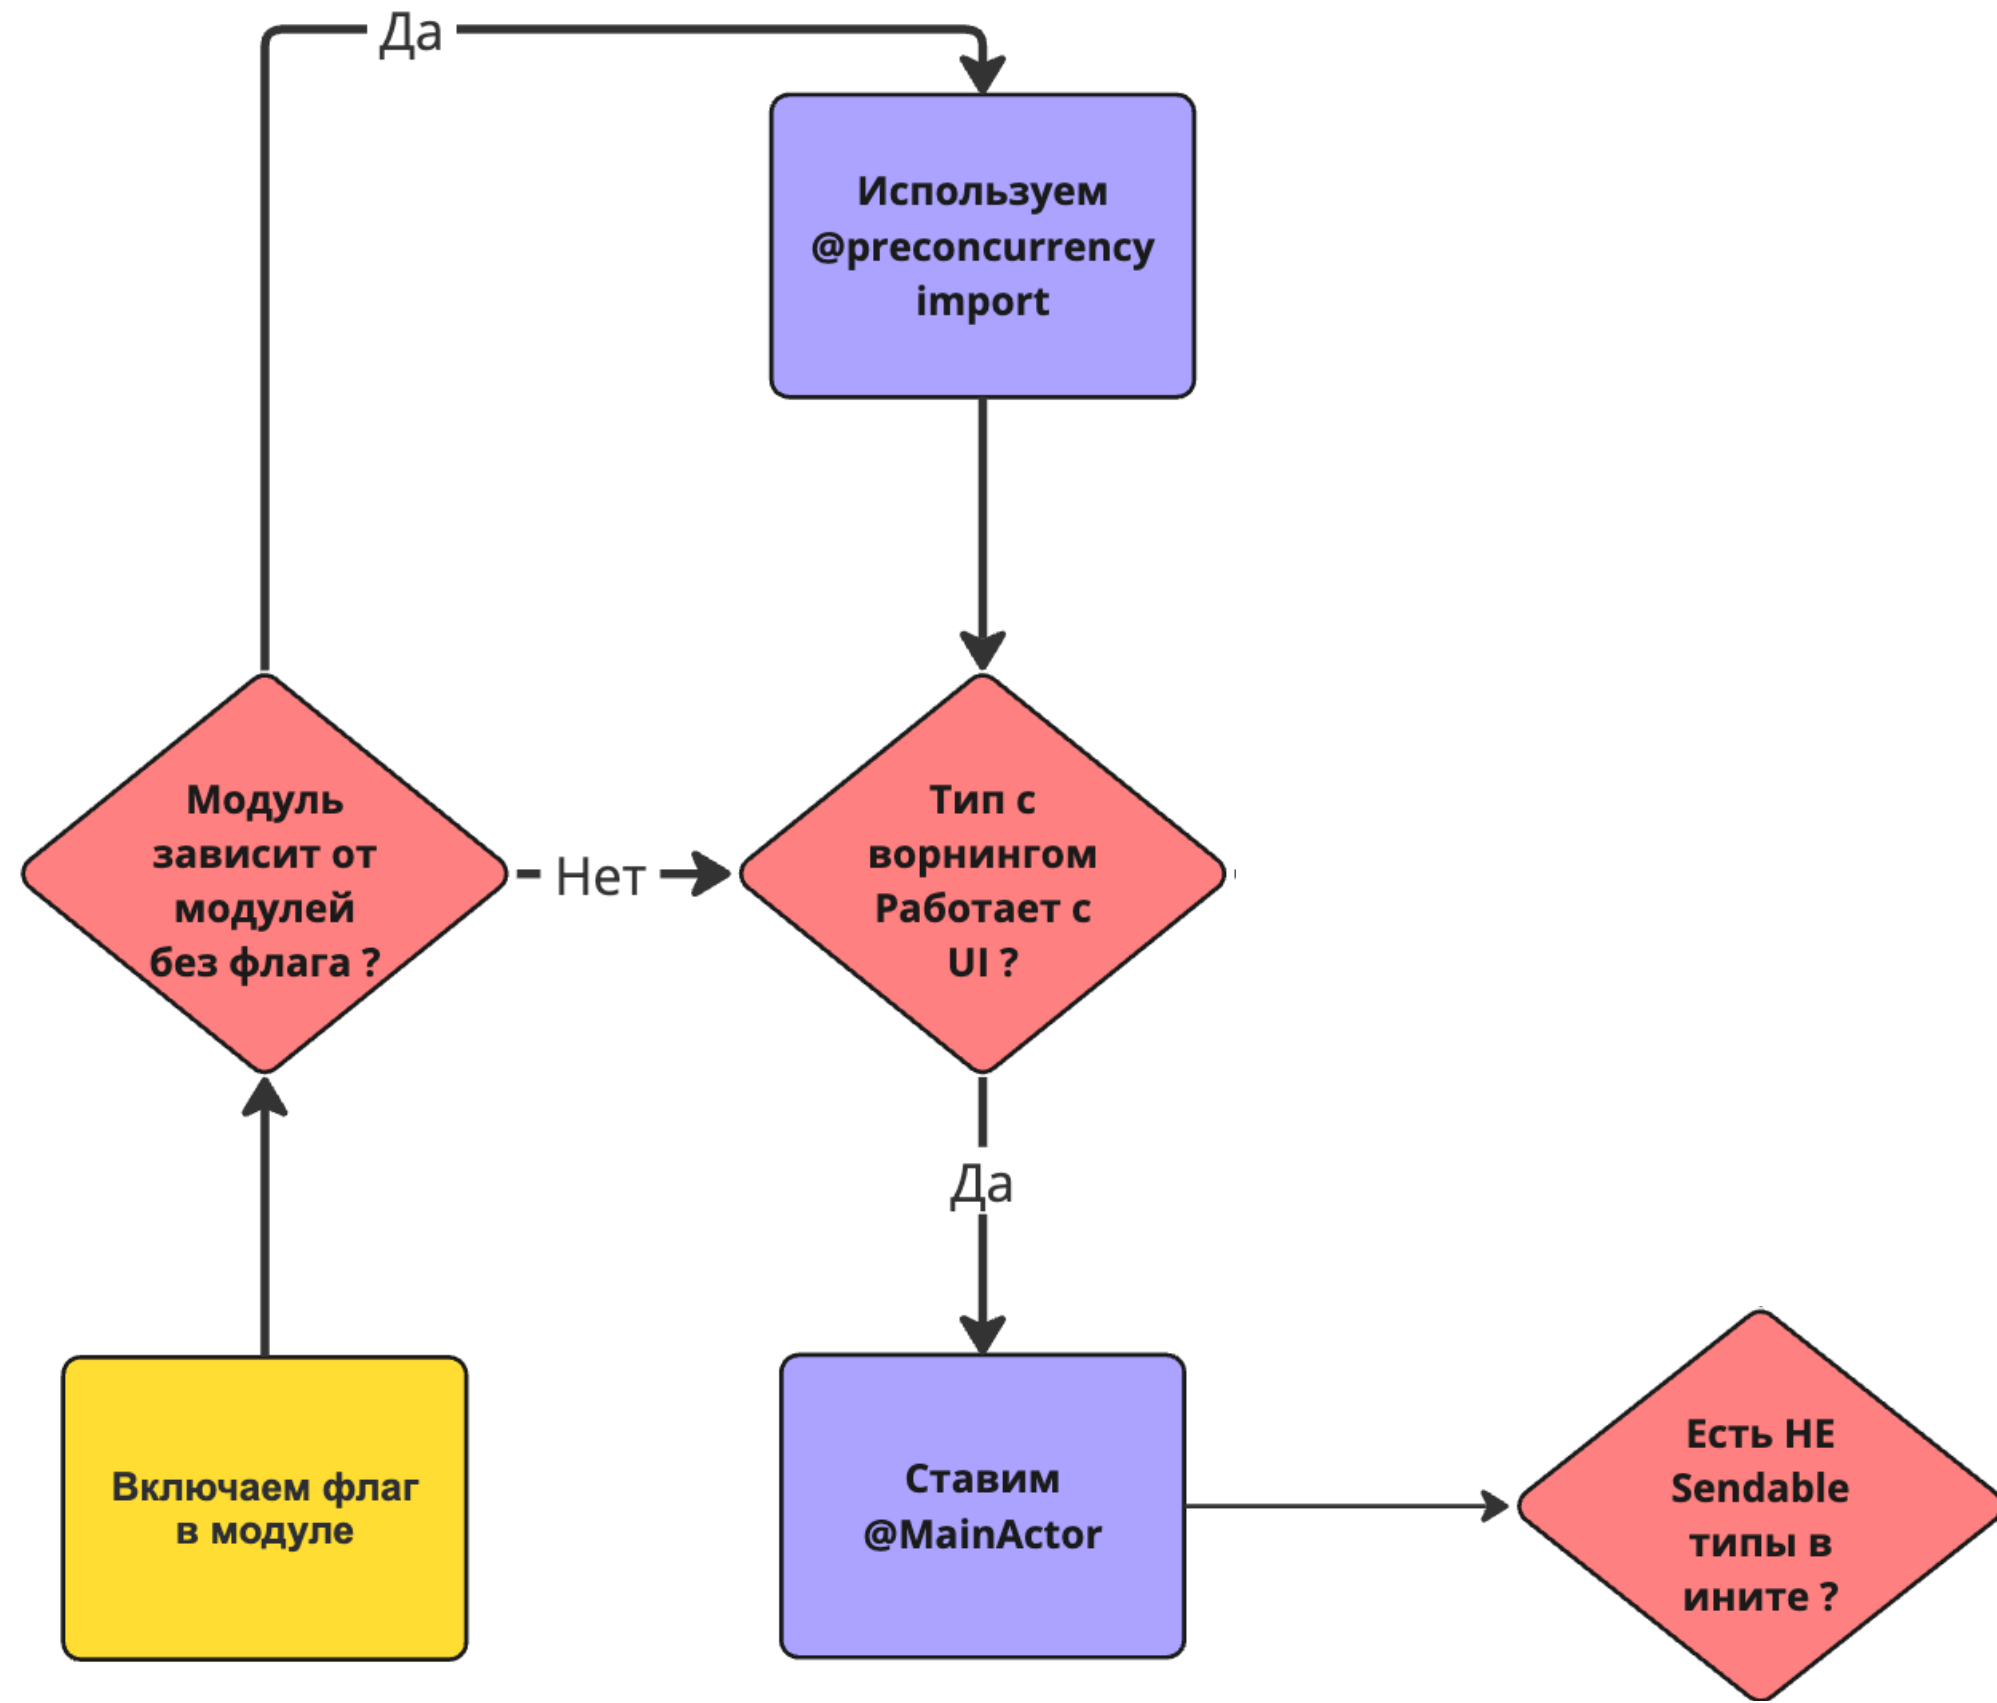 Да
Используем
@preconcurrency
import
Модуль
зависит от
модулей
без флага ?
Нет
Тип с
ворнингом
Работает с
UI ?
Да
Включаем флаг
в модуле
Ставим
@MainActor
Есть НЕ
Sendable
типы в
ините ?